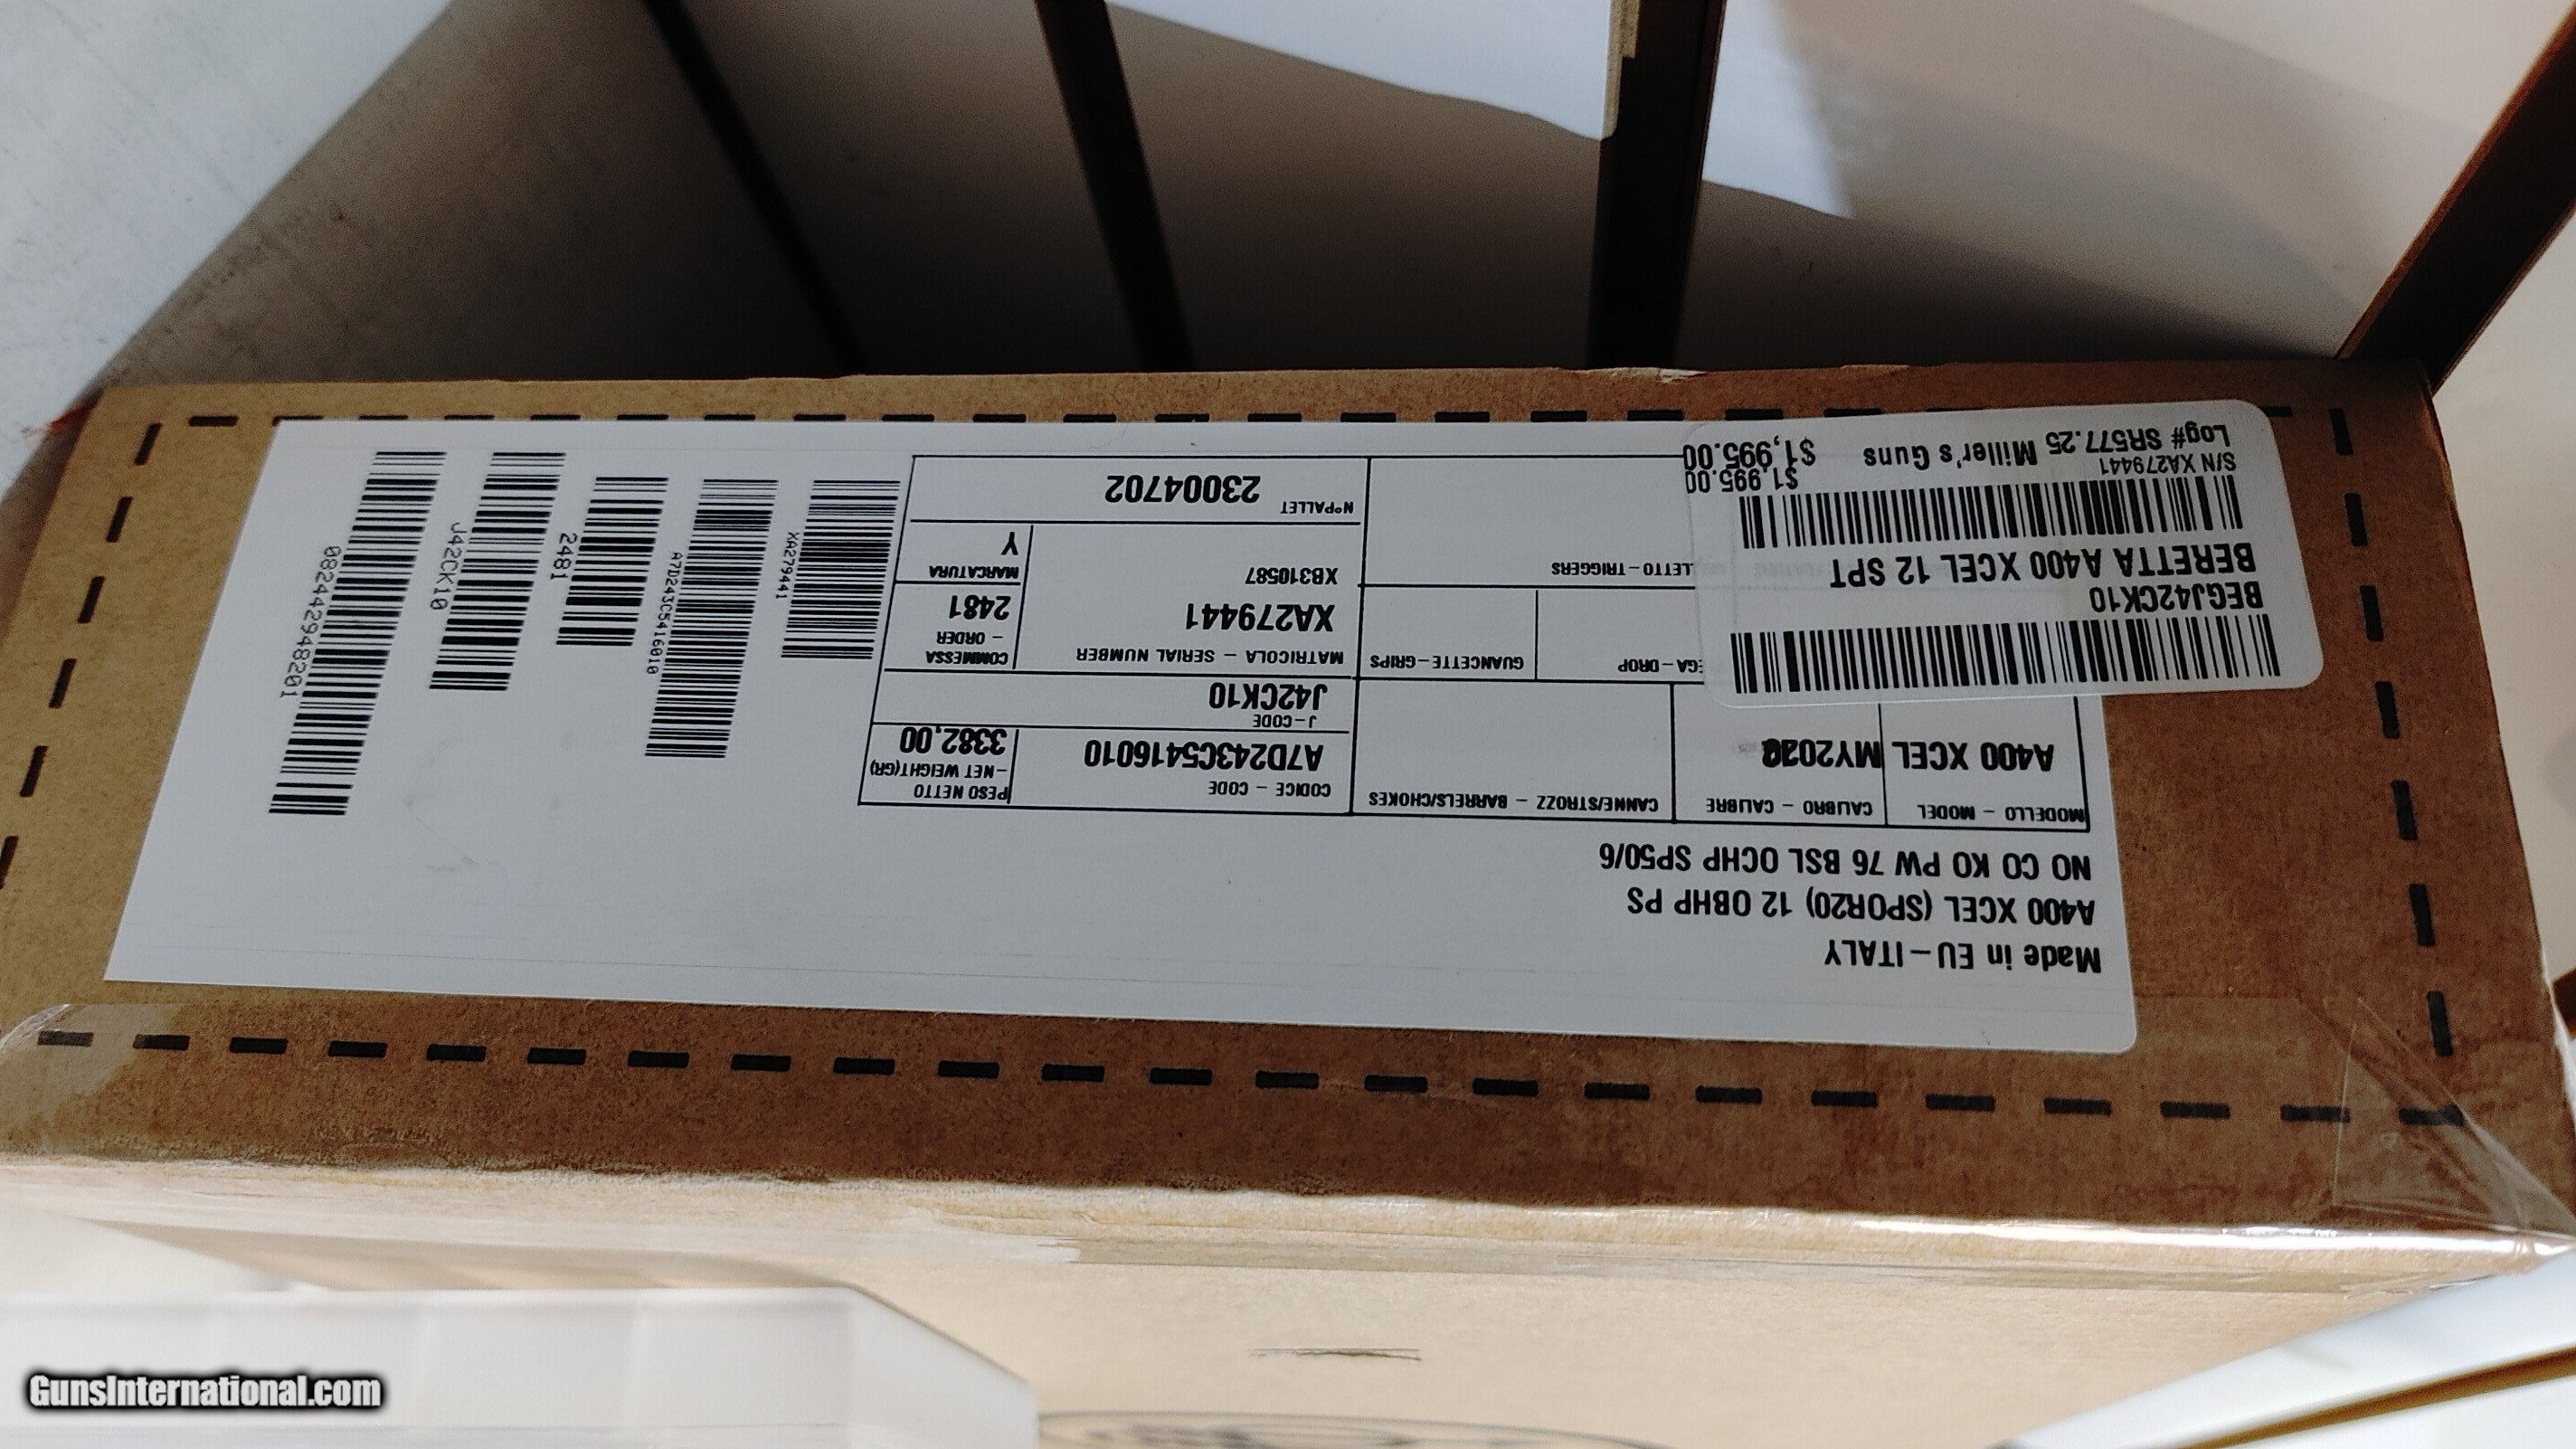 Made in EU-ITALY
A400 XCEL (SPOR20) 12 OBHP PS
NO CO KO PW 76 BSL OCHP SP50/6
MODELLO - MODEL
A400 XCEL
CALIBRO - CALIBRE
CANNE/STROZZ - BARRELS/CHOKES
CODICE - CODE
A7D243C5416010
PESO NETTO
-NET WEIGHT(GR)
3382,00
J-CODE
J42CK10
GUANCETTE-GRIPS
MATRICOLA - SERIAL NUMBER
XA279441
XB310587
COMMESSA
- ORDER
2481
MARCATURA
Y
N°PALLET
23004702
BEGJ42CK10
BERETTA A400 XCEL 12 SPT
$1,995.00
S/N XA279441
Log# SR577.25 Miller's Guns $1,995.00
XA279441
A7D243C5416010
2481
J42CK10
082442948201
GunsInternational.com